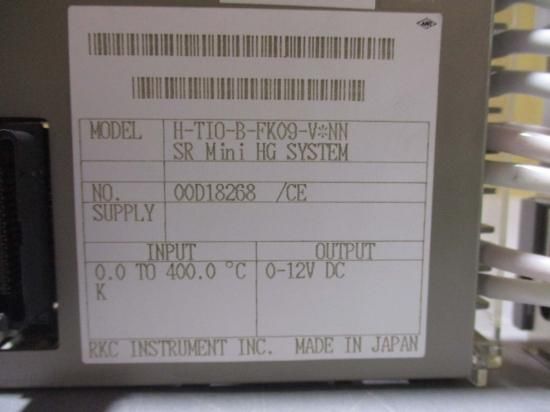 MODEL H-TIO-B-FK09-V*NN
SR Mini HG SYSTEM
NO. 00D18268 /CE
SUPPLY
INPUT OUTPUT
0.0 TO 400.0 °C 0-12V DC
K
RKC INSTRUMENT INC. MADE IN JAPAN